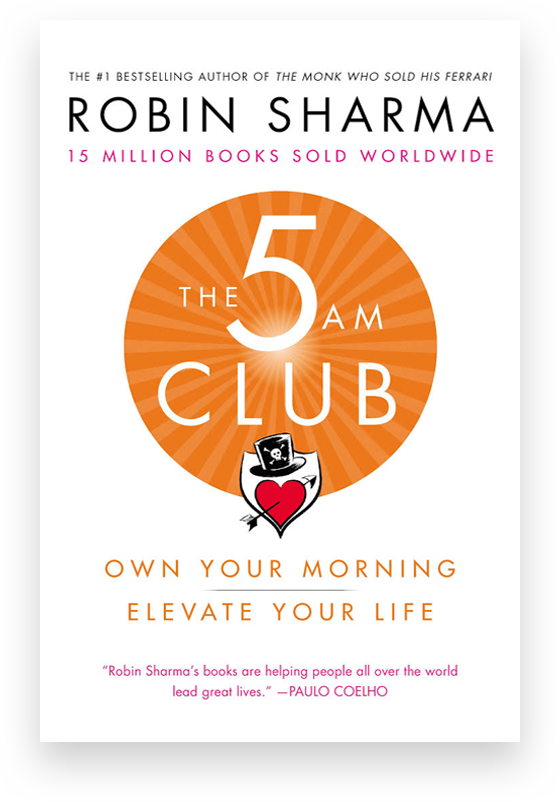 THE #1 BESTSELLING AUTHOR OF THE MONK WHO SOLD HIS FERRARI
ROBIN SHARMA
15 MILLION BOOKS SOLD WORLDWIDE
THE 5 AM
CLUB
OWN YOUR MORNING
ELEVATE YOUR LIFE
“Robin Sharma’s books are helping people all over the world
lead great lives.” —PAULO COELHO